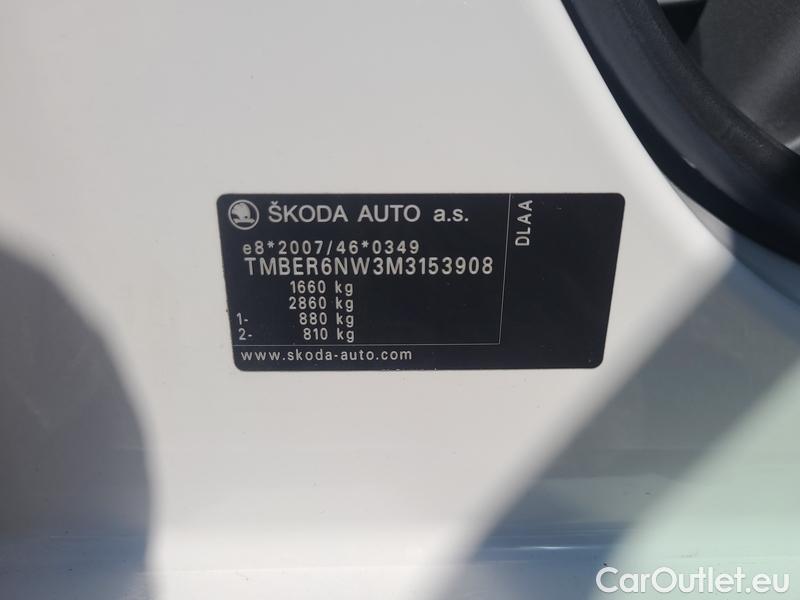 ŠKODA AUTO a.s.
DLAA
e8*2007/46*0349
TMBER6NW3M3153908
1660 kg
2860 kg
1- 880 kg
2- 810 kg
www.skoda-auto.com
CarOutlet.eu